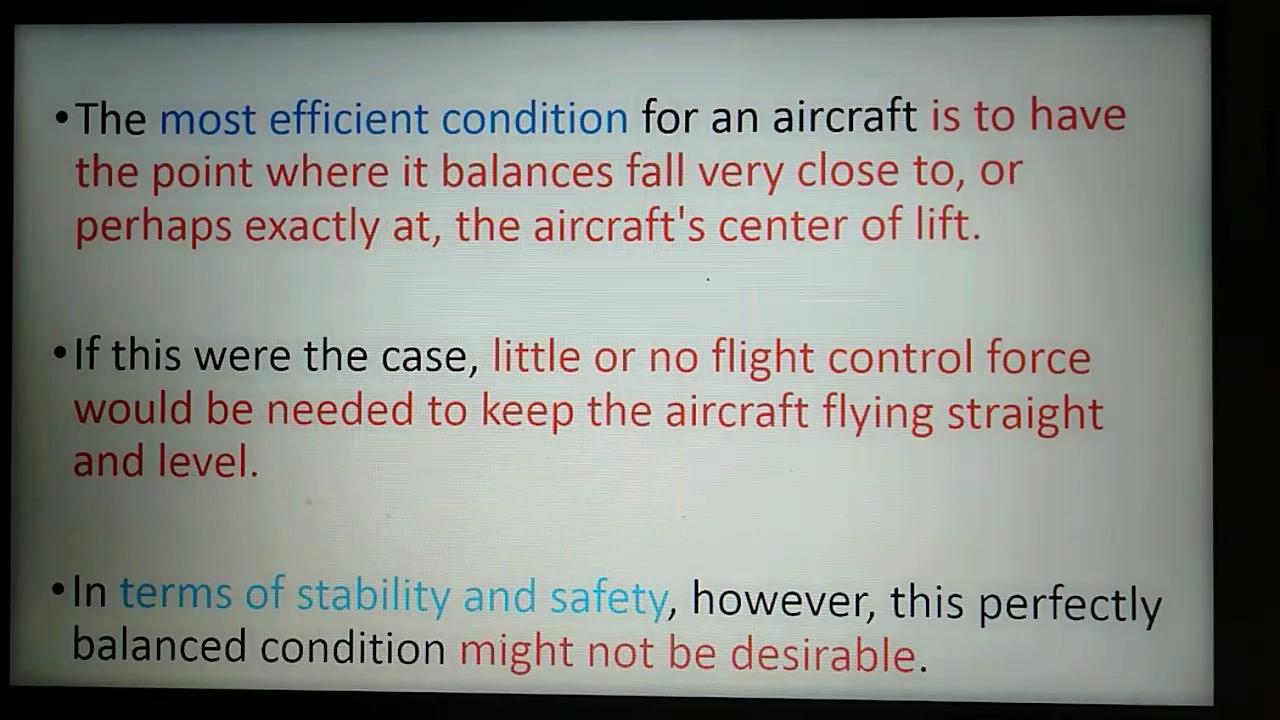 •The most efficient condition for an aircraft is to have
the point where it balances fall very close to, or
perhaps exactly at, the aircraft's center of lift.
•If this were the case, little or no flight control force
would be needed to keep the aircraft flying straight
and level.
•In terms of stability and safety, however, this perfectly
balanced condition might not be desirable.